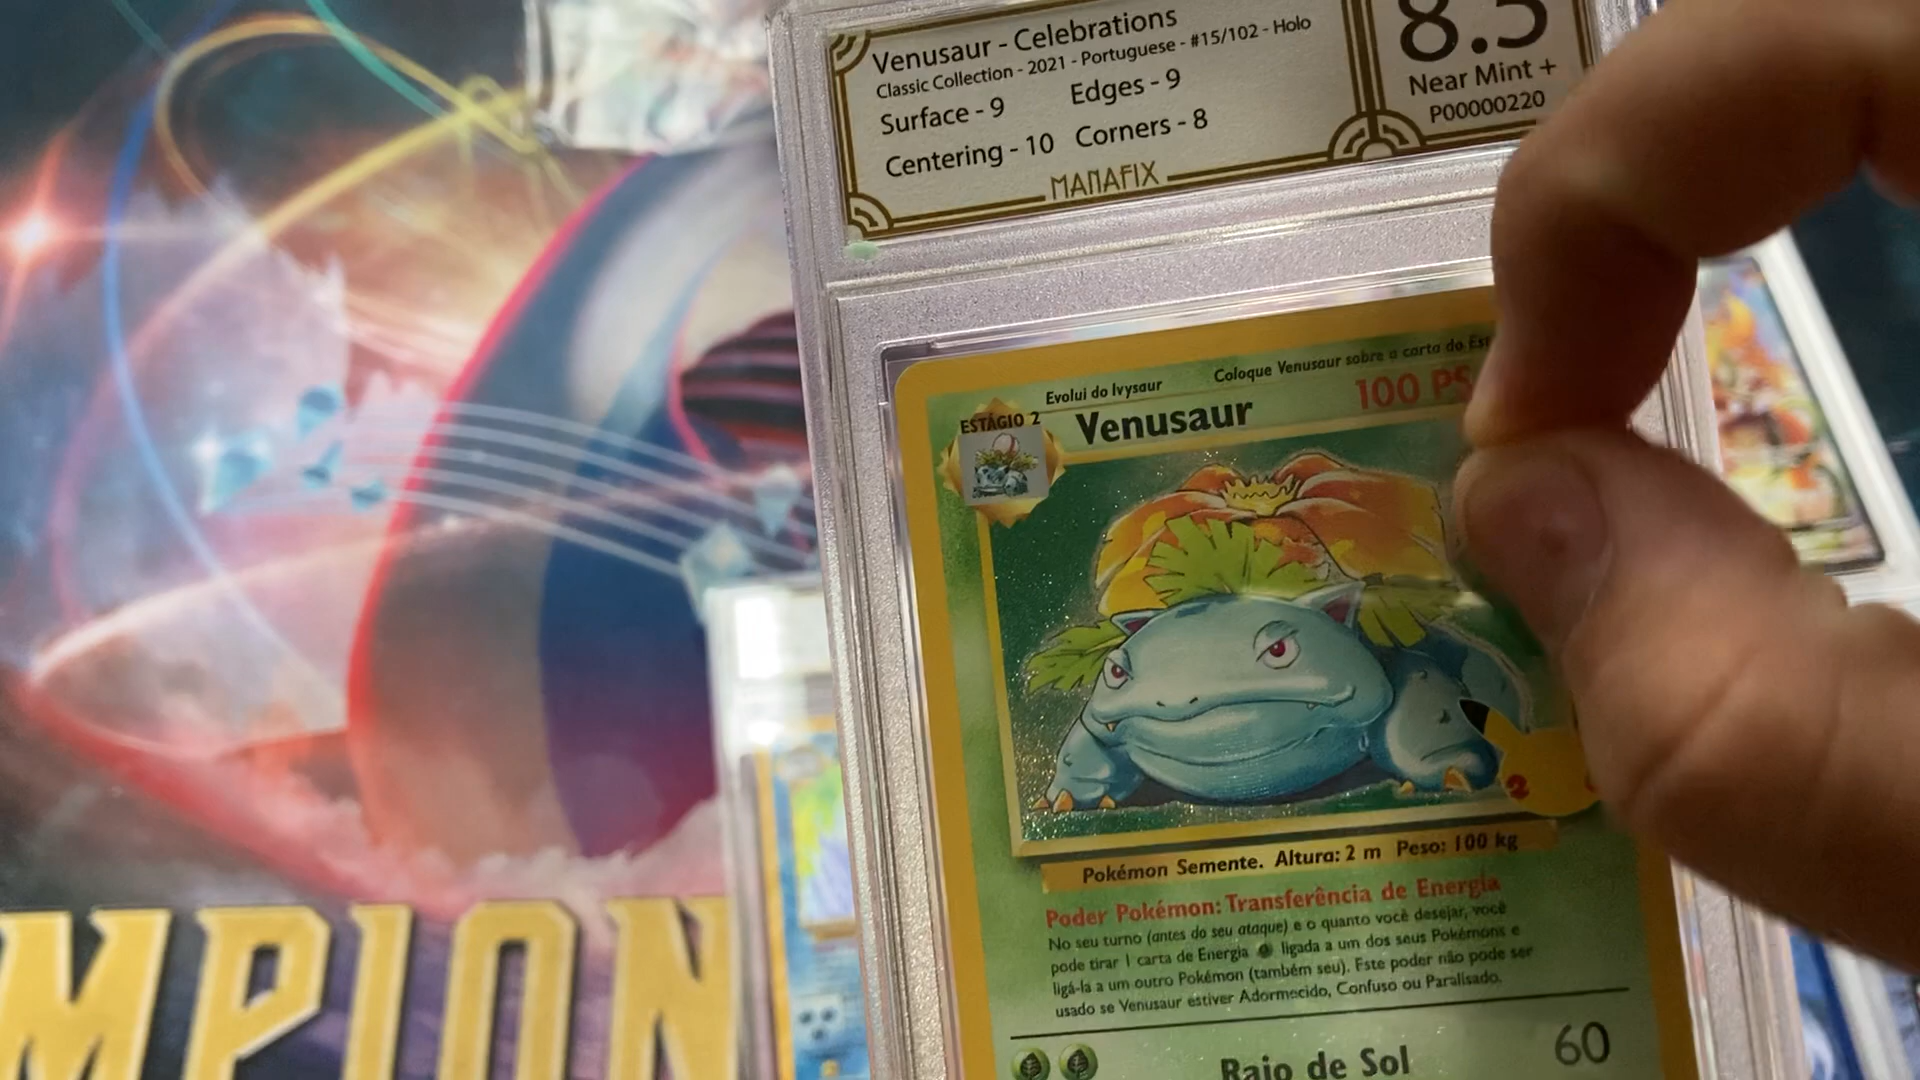 Venusaur - Celebrations
Classic Collection - 2021 - Portuguese - #15/102 - Holo
Surface - 9 Edges - 9
Centering - 10 Corners - 8
MANAFIX
8.5
Near Mint +
P00000220
Evolui do Ivysaur Coloque Venusaur sobre a carta do
ESTÁGIO 2 Venusaur 100 PS
Pokémon Semente. Altura: 2 m Peso: 100 kg
Poder Pokémon: Transferência de Energia
No seu turno (antes do seu ataque) e o quanto você desejar, você
pode tirar 1 carta de Energia ligada a um dos seus Pokémons e
ligá-la a um outro Pokémon (também seu). Este poder não pode ser
usado se Venusaur estiver Adormecido, Confuso ou Paralisado.
Raio de Sol 60
2
MPION